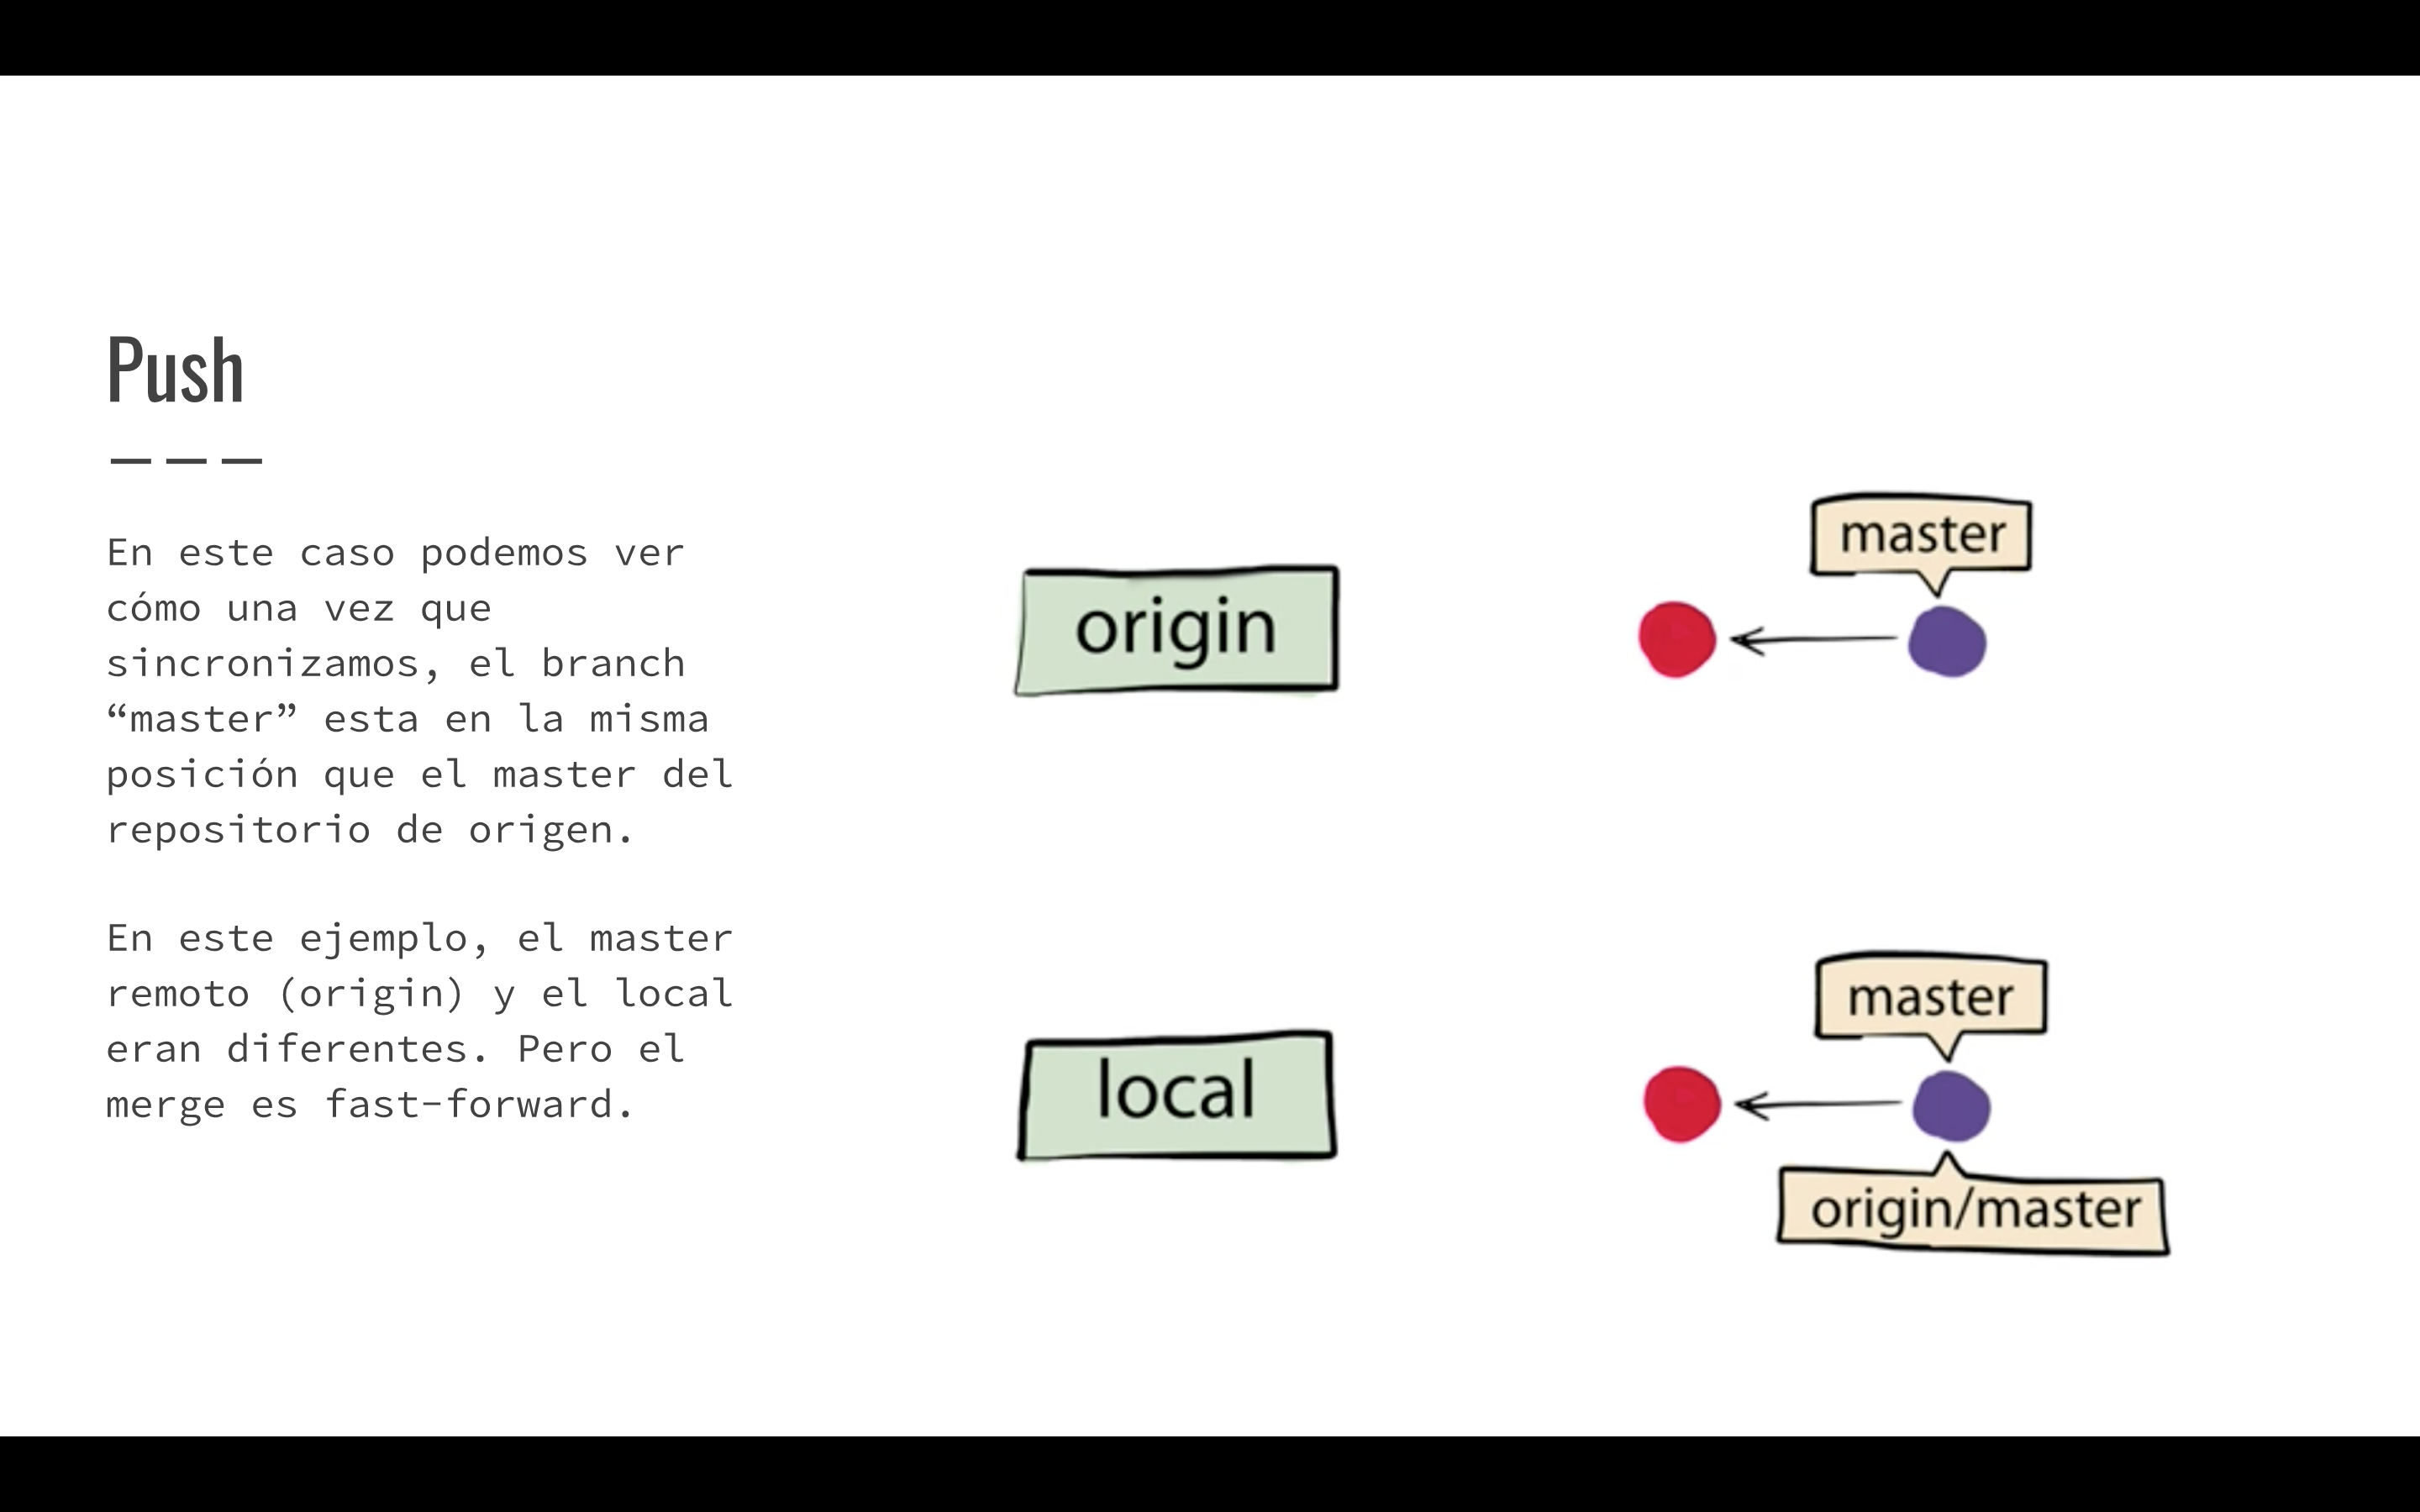 Push
En este caso podemos ver
cómo una vez que
sincronizamos, el branch
“master” esta en la misma
posición que el master del
repositorio de origen.
En este ejemplo, el master
remoto (origin) y el local
eran diferentes. Pero el
merge es fast-forward.
origin
master
local
master
origin/master